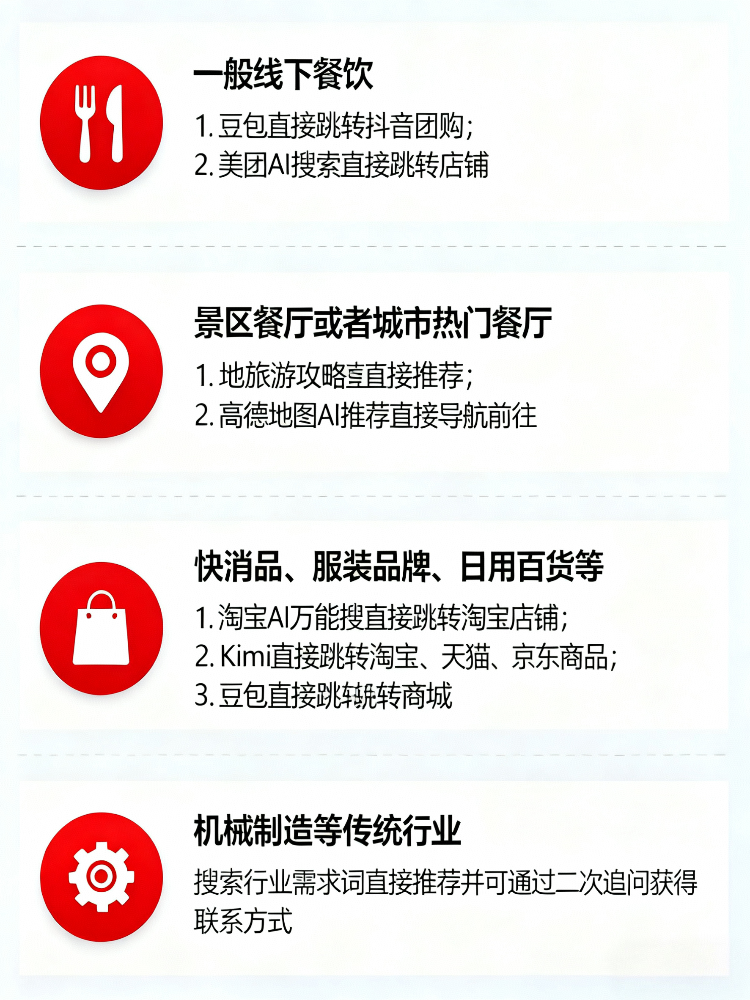 一般线下餐饮
1. 豆包直接跳转抖音团购；
2. 美团AI搜索直接跳转店铺
景区餐厅或者城市热门餐厅
1. 地旅游攻略直接推荐；
2. 高德地图AI推荐直接导航前往
快消品、服装品牌、日用百货等
1. 淘宝AI万能搜直接跳转淘宝店铺；
2. Kimi直接跳转淘宝、天猫、京东商品；
3. 豆包直接跳转转商城
机械制造等传统行业
搜索行业需求词直接推荐并可通过二次追问获得
联系方式